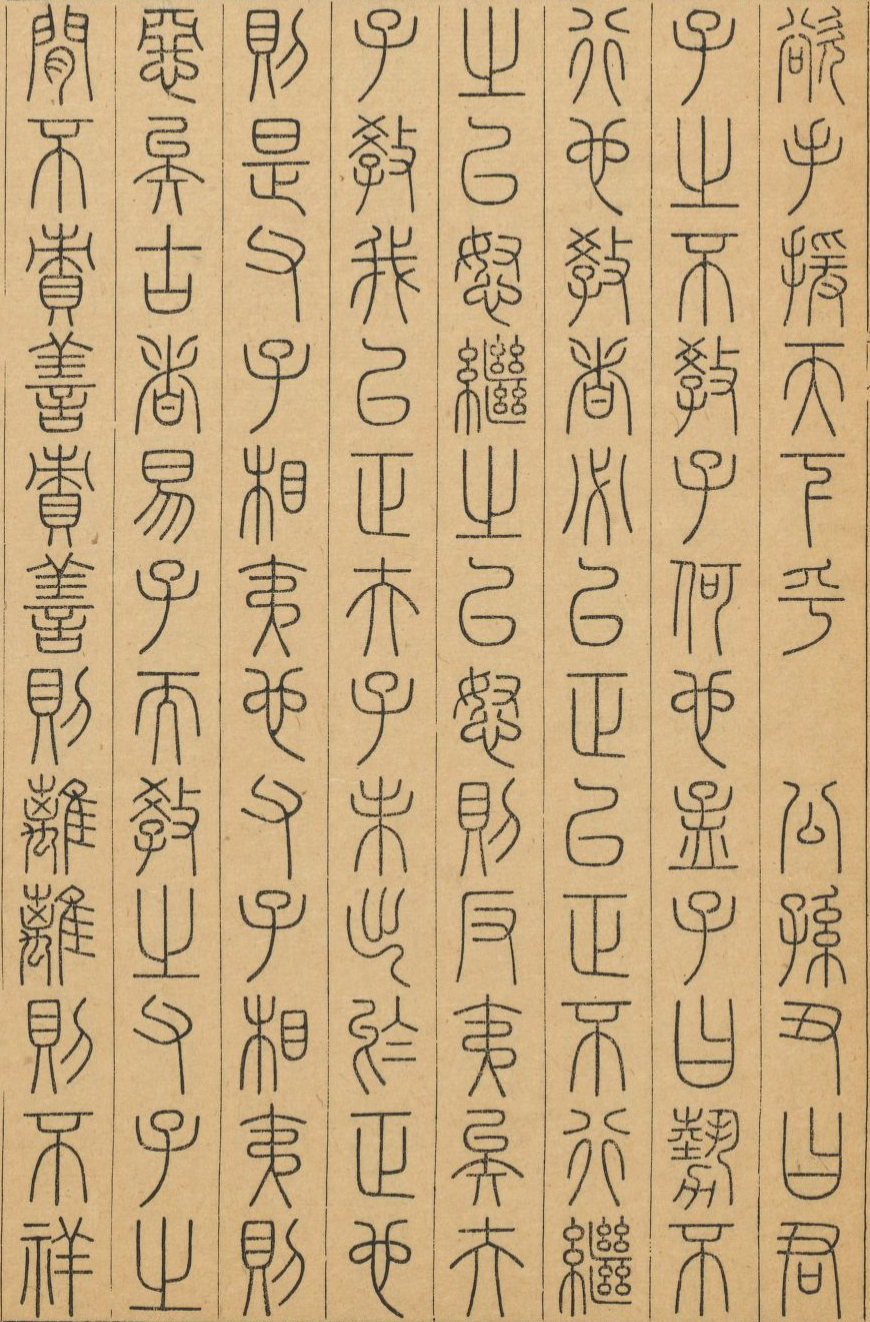 欲手援天下乎　公孫丑曰君
子之不教子何也孟子曰勢不
行也教者必以正以正不行繼
之以怒繼之以怒則反夷矣夫
子教我以正夫子未出於正也
則是父子相夷也父子相夷則
惡矣古者易子而教之父子之
閒不責善責善則離離則不祥